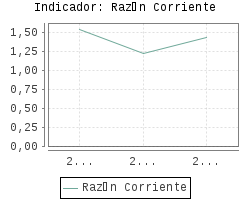 Indicador: Raz▯n Corriente
1,50
1,25
1,00
0,75
0,50
0,25
0,00
2... 2... 2...
Raz▯n Corriente